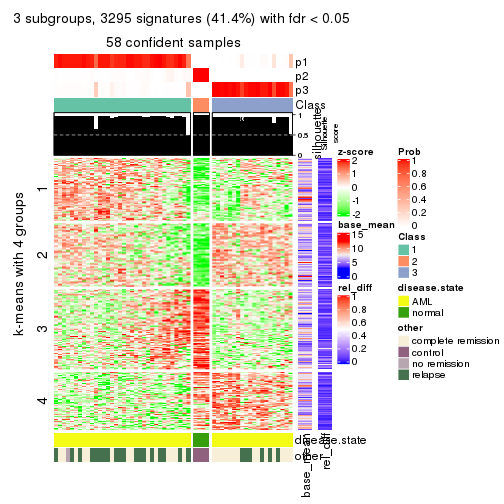 3 subgroups, 3295 signatures (41.4%) with fdr < 0.05
58 confident samples
p1
p2
p3
Class
1
0.5
0
silhouette
Silhouette
score
k-means with 4 groups
1
2
3
4
disease.state
other
base_mean
rel_diff
z-score
2
1
0
-1
-2
base_mean
15
10
5
0
rel_diff
1
0.8
0.6
0.4
0.2
0
Prob
1
0.8
0.6
0.4
0.2
0
Class
1
2
3
disease.state
AML
normal
other
complete remission
control
no remission
relapse